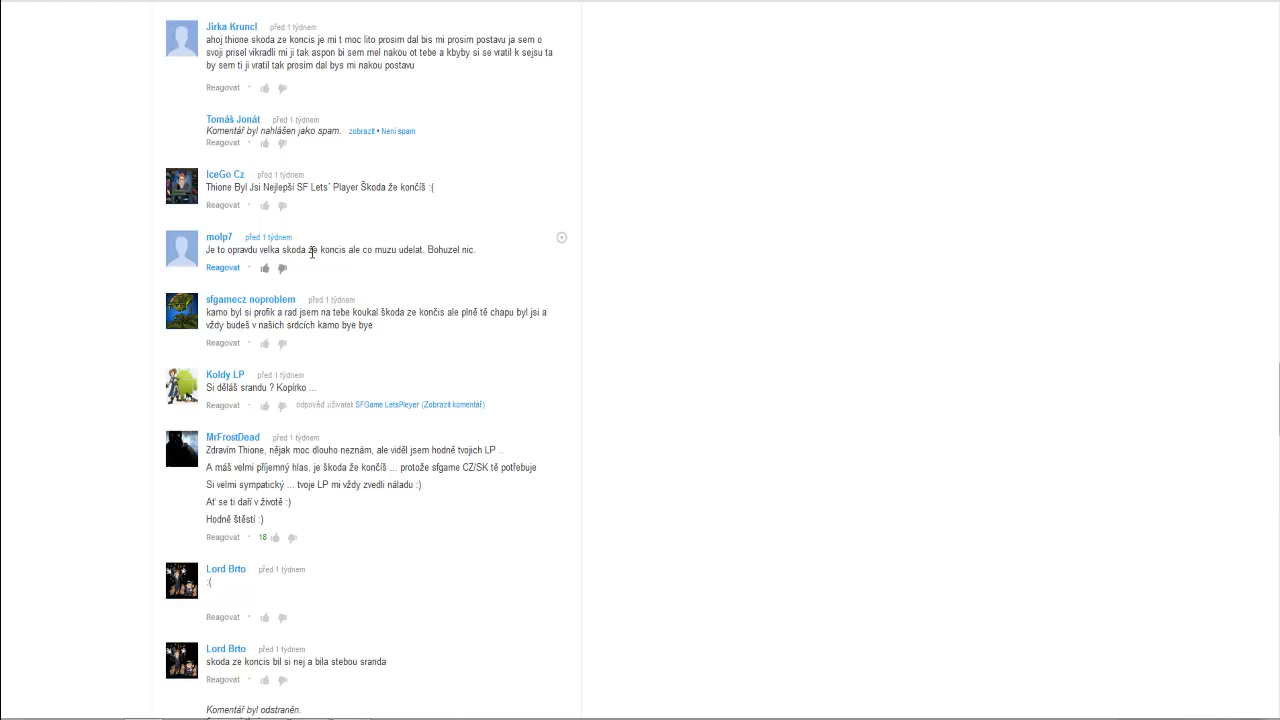 Jirka Kruncl před 1 týdnem
ahoj thione skoda ze koncis je mi t moc lito prosim dal bis mi prosim postavu ja sem o
svoji prisel vikradli mi ji tak aspon bi sem mel nakou ot tebe a kbyby si se vratil k sejsu ta
by sem ti ji vratil tak prosim dal bys mi nakou postavu
Reagovat ·
Tomáš Jonát před 1 týdnem
Komentář byl nahlášen jako spam. zobrazit • Není spam
Reagovat ·
IceGo Cz před 1 týdnem
Thione Byl Jsi Nejlepší SF Lets´ Player Škoda že končíš :(
Reagovat ·
molp7 před 1 týdnem
Je to opravdu velka skoda že koncis ale co muzu udelat. Bohuzel nic.
Reagovat ·
sfgamecz noproblem před 1 týdnem
kamo byl si profik a rad jsem na tebe koukal škoda ze končis ale plně tě chapu byl jsi a
vždy budeš v našich srdcích kamo bye bye
Reagovat ·
Koldy LP před 1 týdnem
Si děláš srandu ? Kopírko ...
Reagovat · odpověď uživateli SFGame LetsPleyer (Zobrazit komentář)
MrFrostDead před 1 týdnem
Zdravím Thione, nějak moc dlouho neznám, ale viděl jsem hodně tvojich LP ..
A máš velmi příjemný hlas, je škoda že končíš ... protože sfgame CZ/SK tě potřebuje
Si velmi sympatický ... tvoje LP mi vždy zvedli náladu :)
Ať se ti daří v životě :)
Hodně štěstí :)
Reagovat · 18
Lord Brto před 1 týdnem
:(
Reagovat ·
Lord Brto před 1 týdnem
skoda ze koncis bil si nej a bila stebou sranda
Reagovat ·
Komentář byl odstraněn.